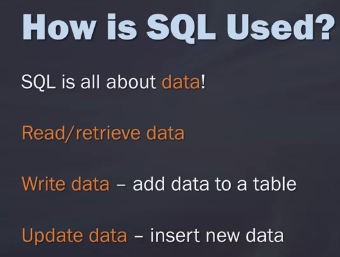 How is SQL Used?
SQL is all about data!
Read/retrieve data
Write data – add data to a table
Update data – insert new data